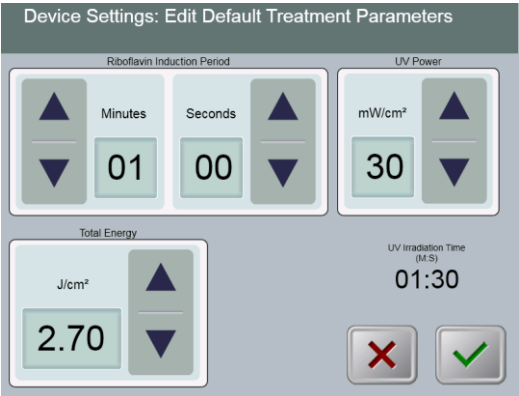 Device Settings: Edit Default Treatment Parameters
Riboflavin Induction Period
UV Power
Minutes
Seconds
mW/cm²
01
00
30
Total Energy
J/cm²
2.70
UV Irradiation Time
(M:S)
01:30